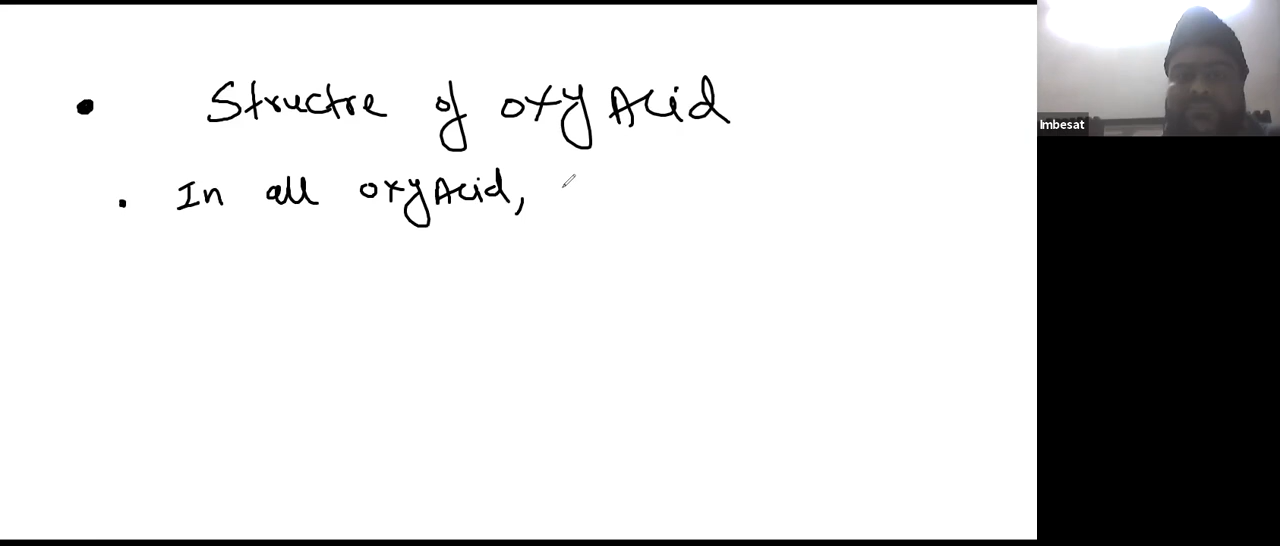 • Structre of oxyAcid
. In all oxyAcid,
Imbesat